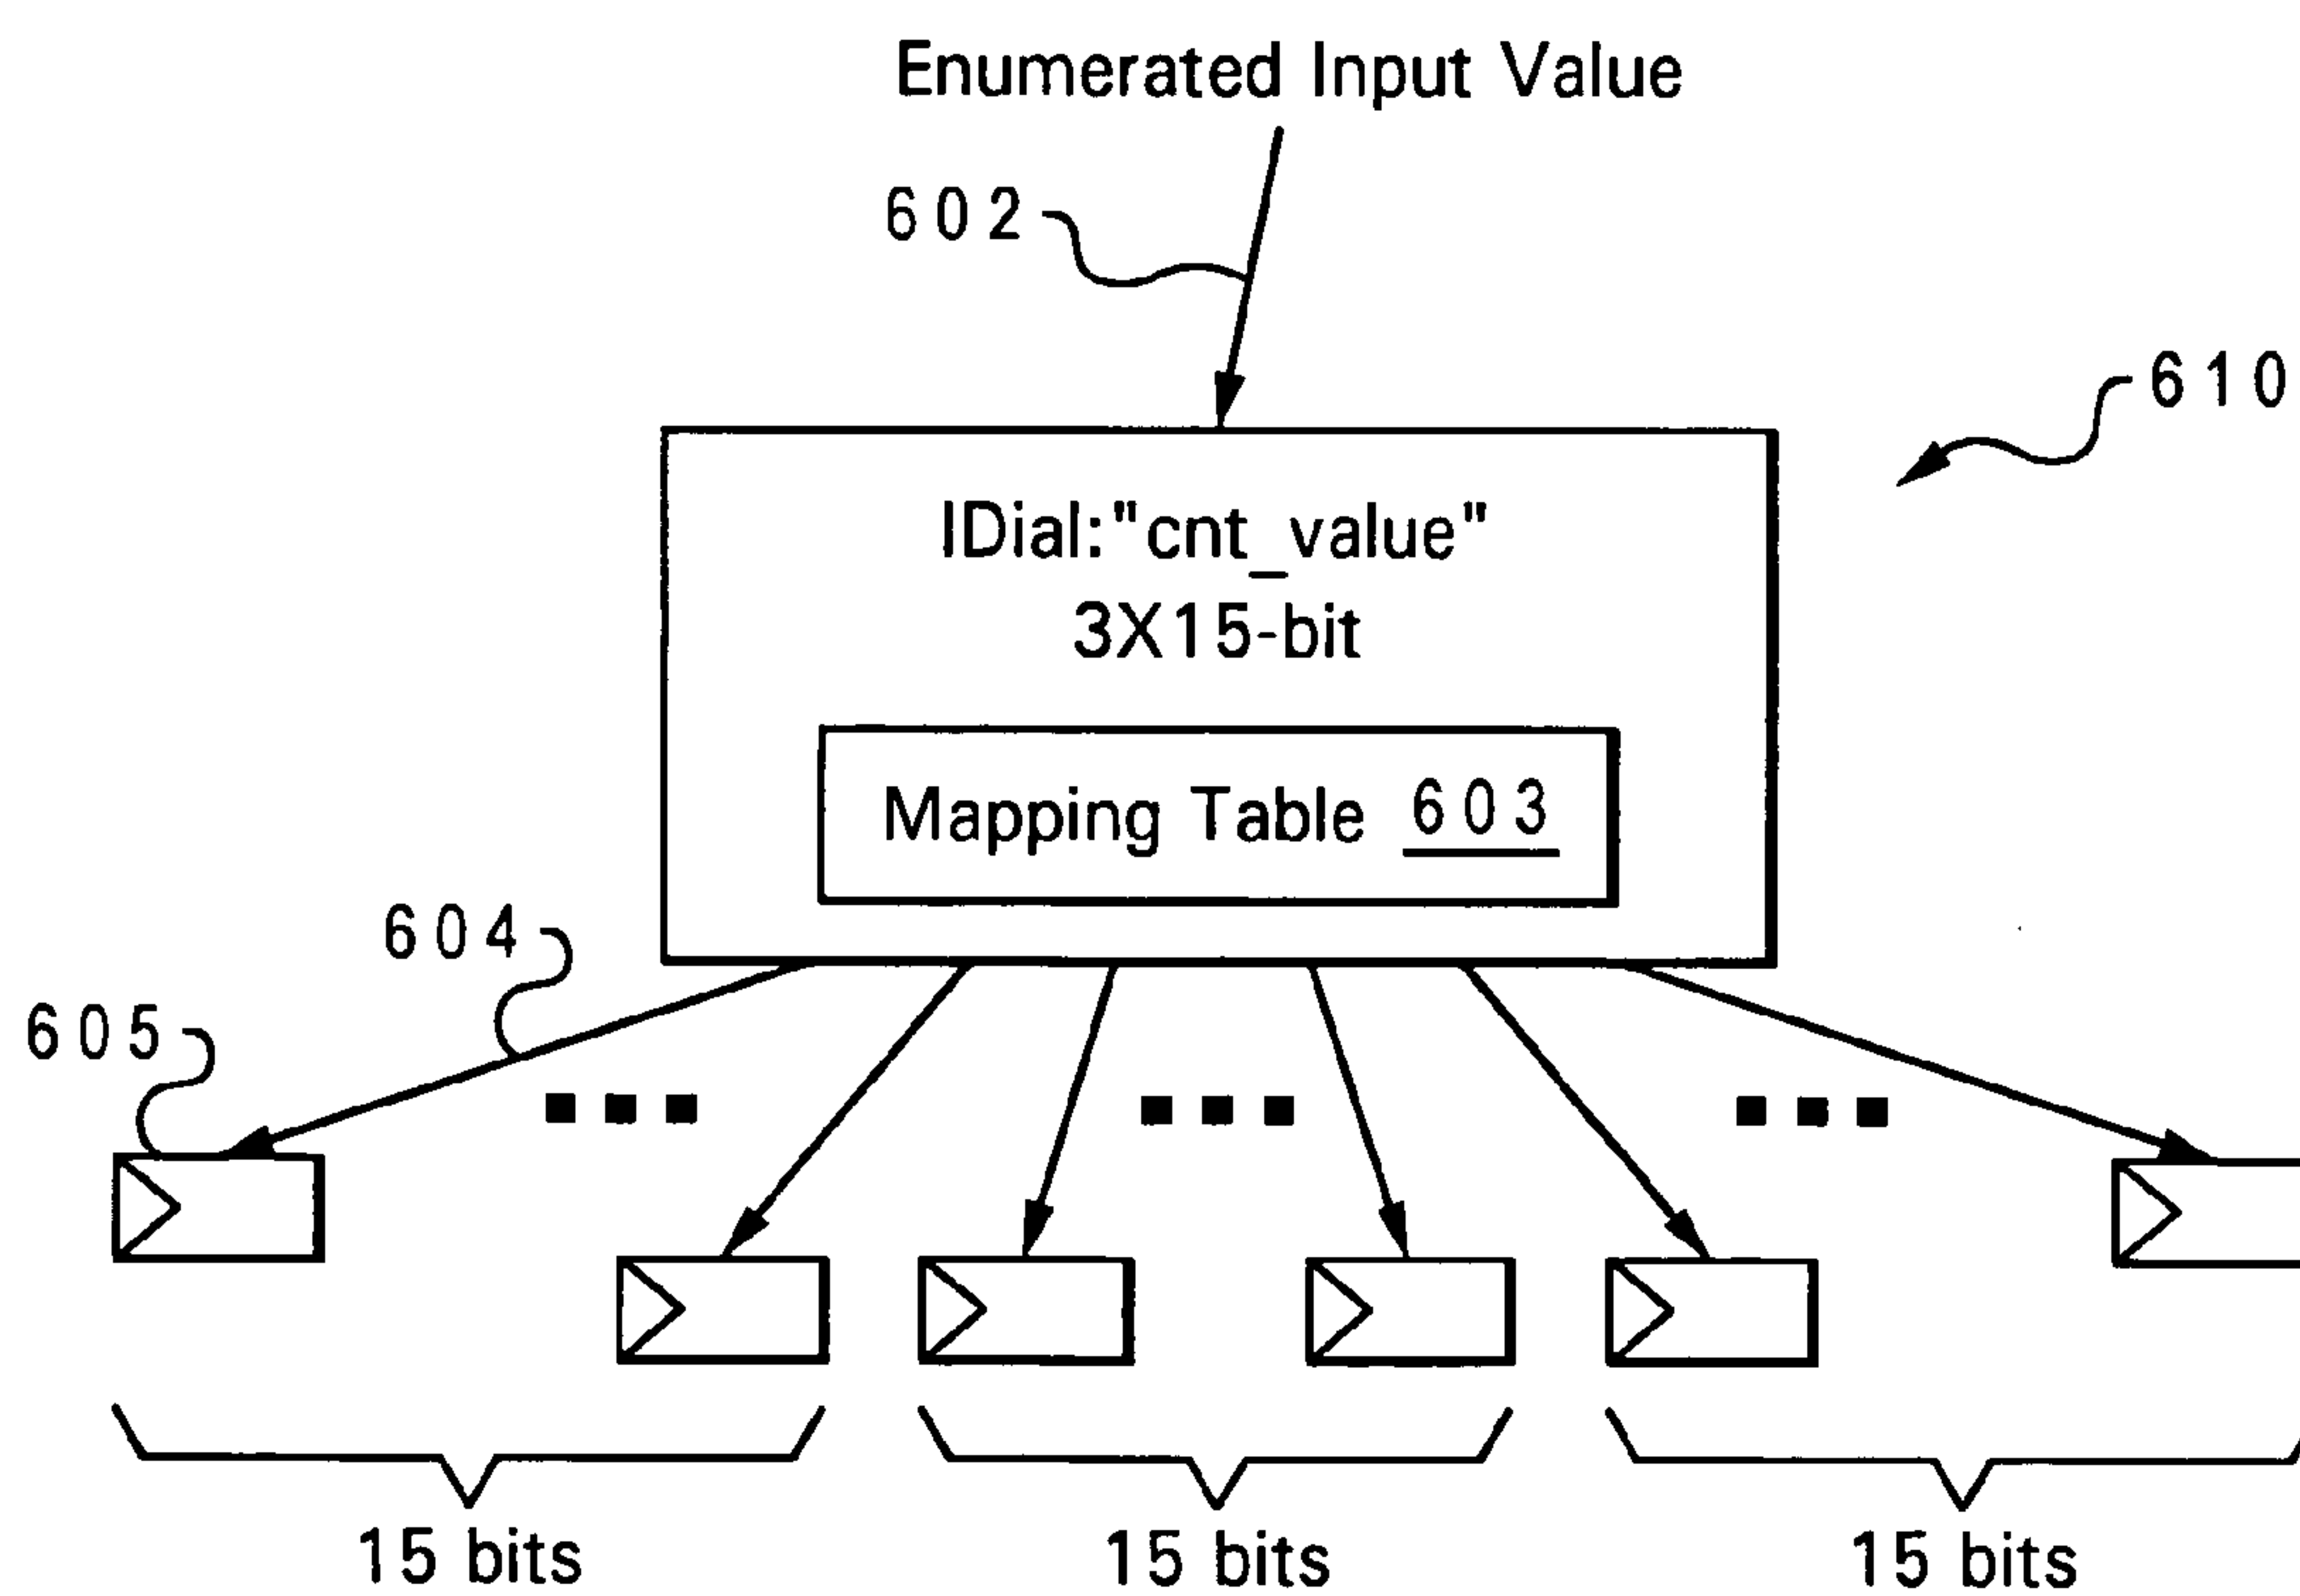 Enumerated Input Value
602
610
IDial:"cnt_value"
3X15-bit
Mapping Table 603
604
605
15 bits 15 bits 15 bits